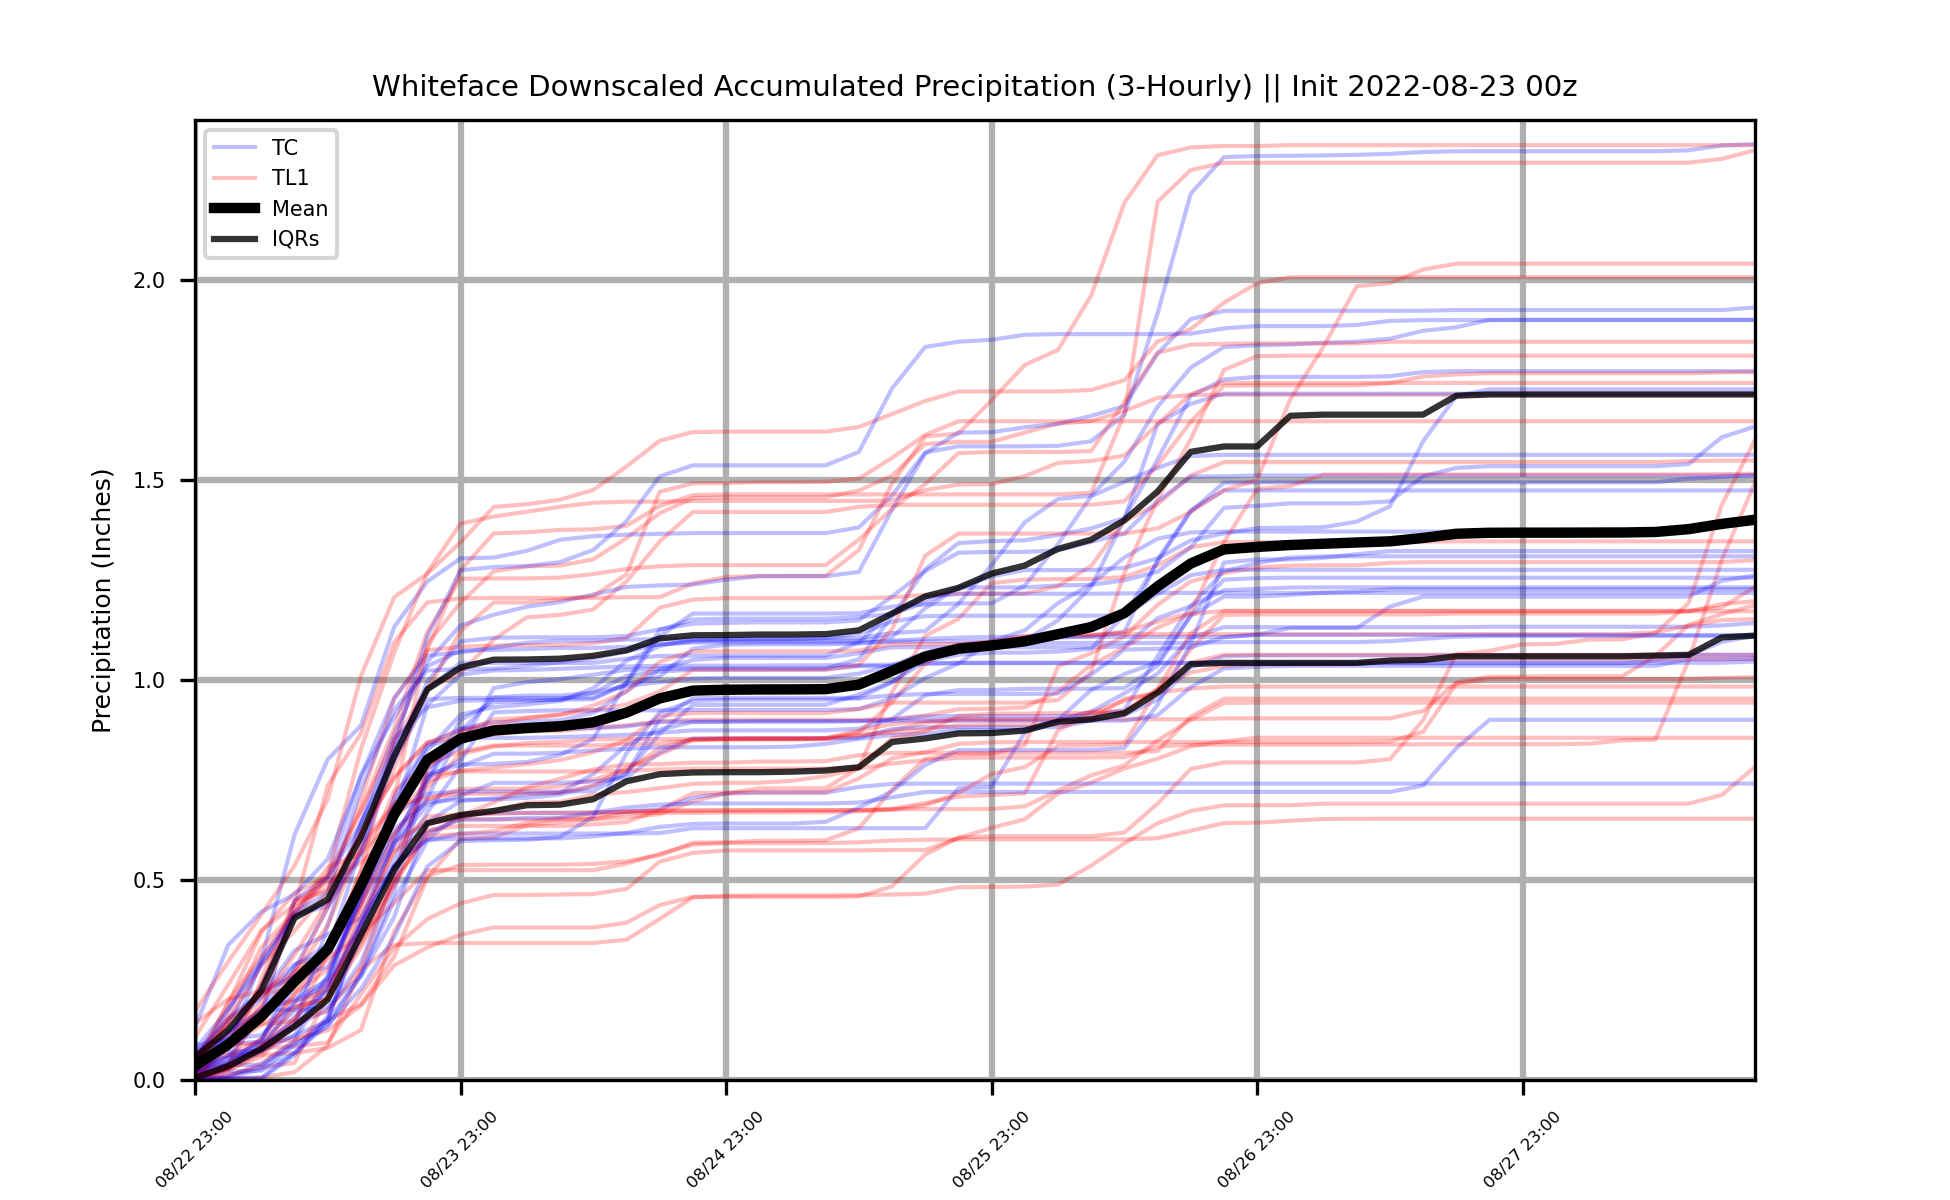 Whiteface Downscaled Accumulated Precipitation (3-Hourly) || Init 2022-08-23 00z
TC
TL1
Mean
IQRs
Precipitation (Inches)
2.0
1.5
1.0
0.5
0.0
08/22 23:00
08/23 23:00
08/24 23:00
08/25 23:00
08/26 23:00
08/27 23:00